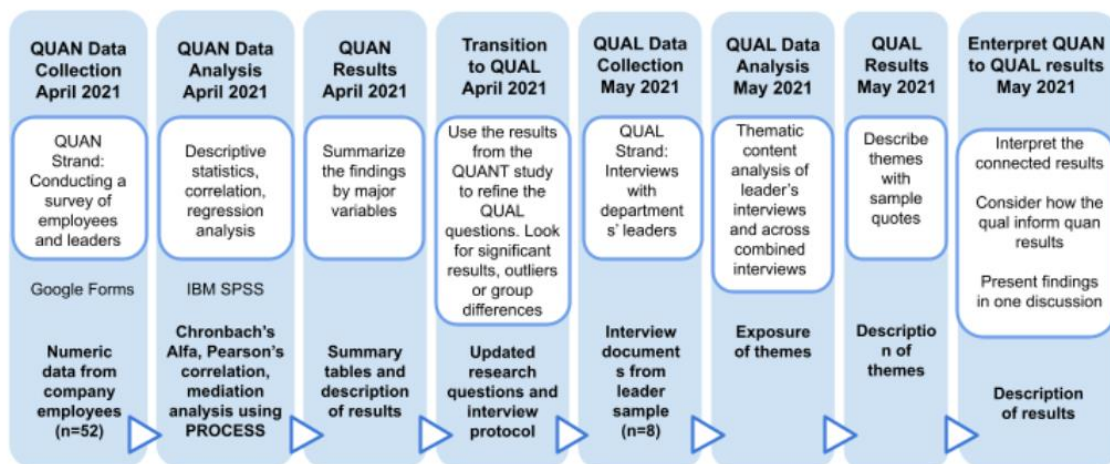 QUAN Data
Collection
April 2021
QUAN
Strand:
Conducting a
survey of
employees
and leaders
Google Forms
Numeric
data from
company
employees
(n=52)
QUAN Data
Analysis
April 2021
Descriptive
statistics,
correlation,
regression
analysis
IBM SPSS
Chronbach's
Alfa, Pearson's
correlation,
mediation
analysis using
PROCESS
QUAN
Results
April 2021
Summarize
the findings
by major
variables
Summary
tables and
description
of results
Transition
to QUAL
April 2021
Use the results
from the
QUANT study
to refine the
QUAL
questions. Look
for significant
results, outliers
or group
differences
Updated
research
questions and
interview
protocol
QUAL Data
Collection
May 2021
QUAL
Strand:
Interviews
with
department
s' leaders
Interview
document
s from
leader
sample
(n=8)
QUAL Data
Analysis
May 2021
Thematic
content
analysis of
leader's
interviews
and across
combined
interviews
Exposure
of themes
QUAL
Results
May 2021
Describe
themes
with
sample
quotes
Descriptio
n of
themes
Enterpret QUAN
to QUAL results
May 2021
Interpret the
connected results
Consider how the
qual inform quan
results
Present findings
in one discussion
Description
of results